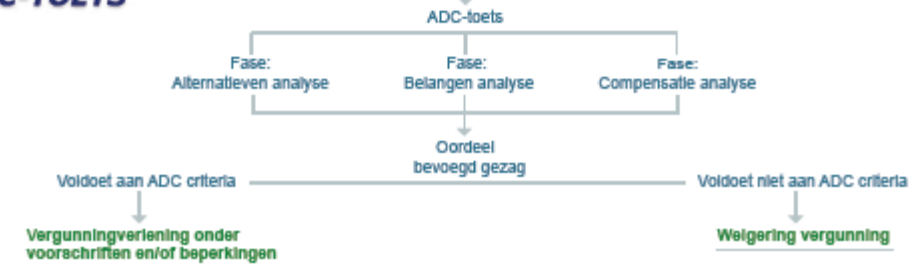 C-TOETS
ADC-toets
Fase:
Alternatieven analyse
Fase:
Belangen analyse
Fase:
Compensatie analyse
Oordeel
bevoegd gezag
Voldoet aan ADC criteria
Voldoet niet aan ADC criteria
Vergunningverlening onder
voorschriften en/of beperkingen
Weigering vergunning